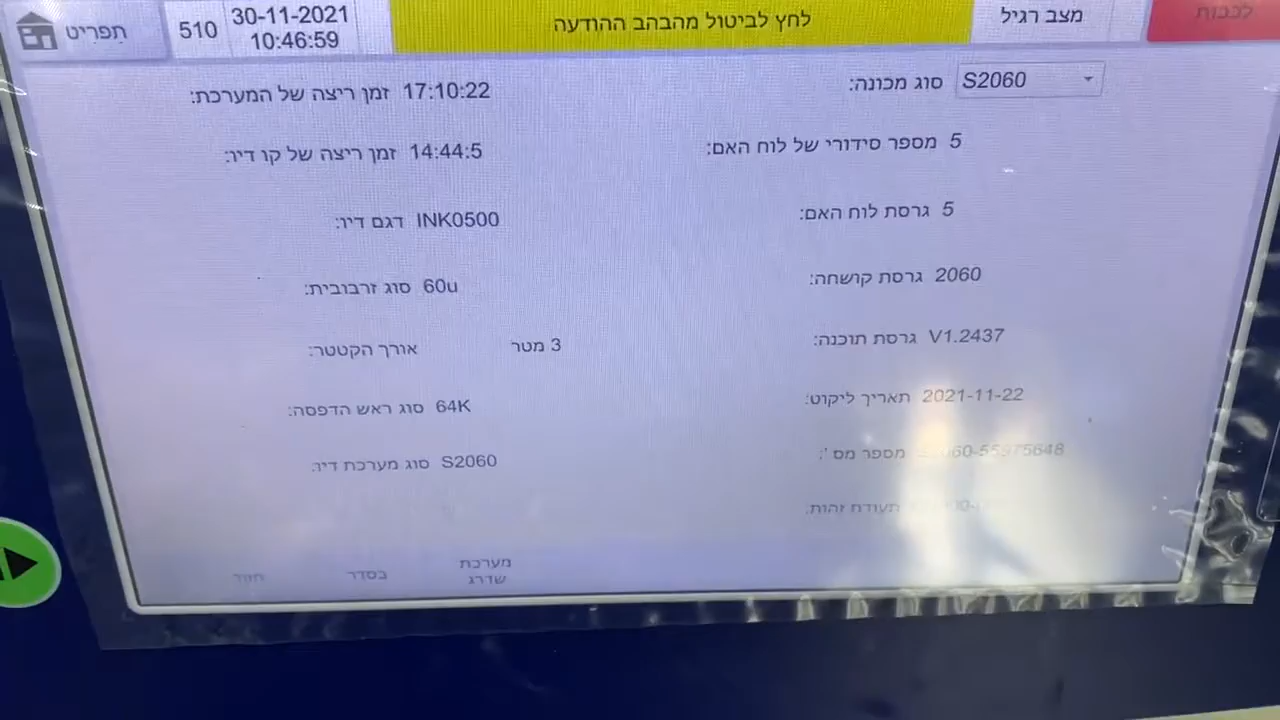 תפריט
510
30-11-2021
10:46:59
לחץ לביטול מהבהב ההודעה
מצב רגיל
לכבות
סוג מכונה: S2060
מספר סידורי של לוח האם: 5
גרסת לוח האם: 5
גרסת קושחה: 2060
גרסת תוכנה: V1.2437
תאריך ליקוט: 2021-11-22
מספר מס ':
תעודת זהות:
זמן ריצה של המערכת: 17:10:22
זמן ריצה של קו דיו: 14:44:5
דגם דיו: INK0500
סוג זרבובית: 60u
אורך הקטטר: 3 מטר
סוג ראש הדפסה: 64K
סוג מערכת דיו: S2060
מערכת
שדרג
בסדר
חזור